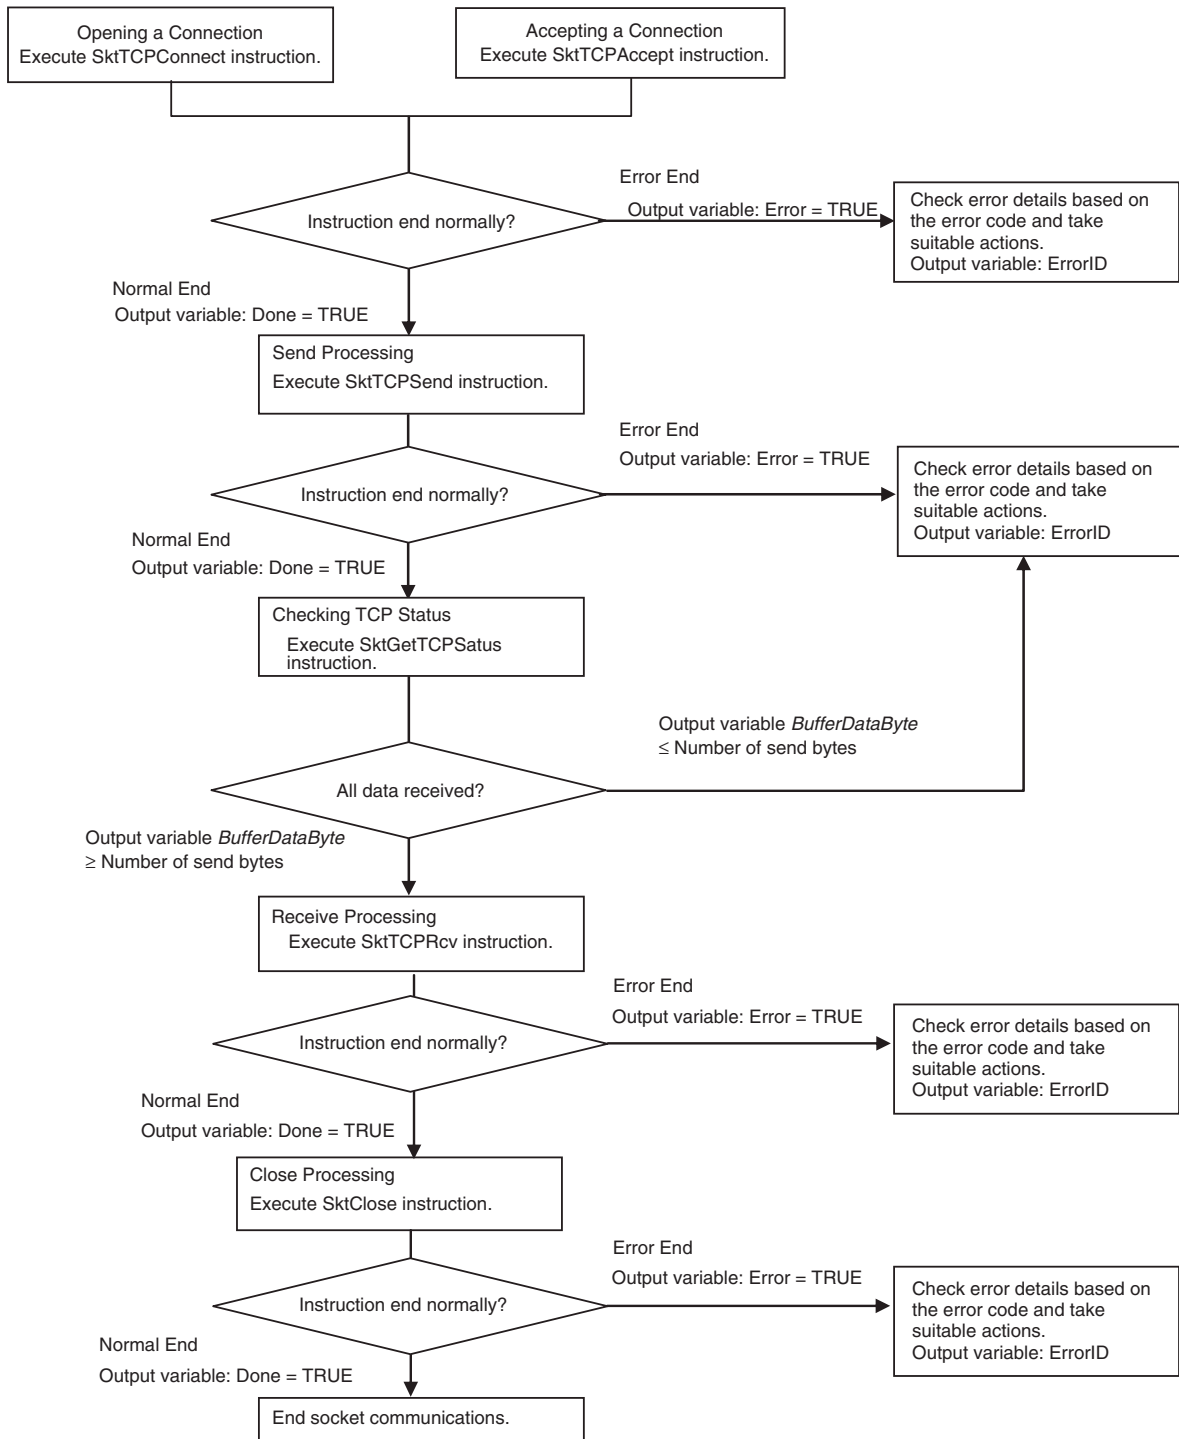 Opening a Connection
Execute SktTCPConnect instruction.
Accepting a Connection
Execute SktTCPAccept instruction.
Instruction end normally?
Error End
Output variable: Error = TRUE
Check error details based on
the error code and take
suitable actions.
Output variable: ErrorID
Normal End
Output variable: Done = TRUE
Send Processing
Execute SktTCPSend instruction.
Instruction end normally?
Error End
Output variable: Error = TRUE
Check error details based on
the error code and take
suitable actions.
Output variable: ErrorID
Normal End
Output variable: Done = TRUE
Checking TCP Status
Execute SktGetTCPSatus
instruction.
Output variable BufferDataByte
≤ Number of send bytes
All data received?
Output variable BufferDataByte
≥ Number of send bytes
Receive Processing
Execute SktTCPRcv instruction.
Instruction end normally?
Error End
Output variable: Error = TRUE
Check error details based on
the error code and take
suitable actions.
Output variable: ErrorID
Normal End
Output variable: Done = TRUE
Close Processing
Execute SktClose instruction.
Instruction end normally?
Error End
Output variable: Error = TRUE
Check error details based on
the error code and take
suitable actions.
Output variable: ErrorID
Normal End
Output variable: Done = TRUE
End socket communications.